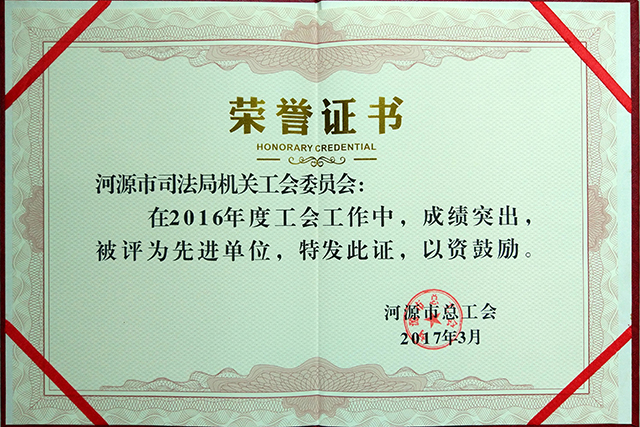 荣誉证书
HONORARY CREDENTIAL
河源市司法局机关工会委员会：
在2016年度工会工作中，成绩突出，
被评为先进单位，特发此证，以资鼓励。
河源市总工会
2017年3月